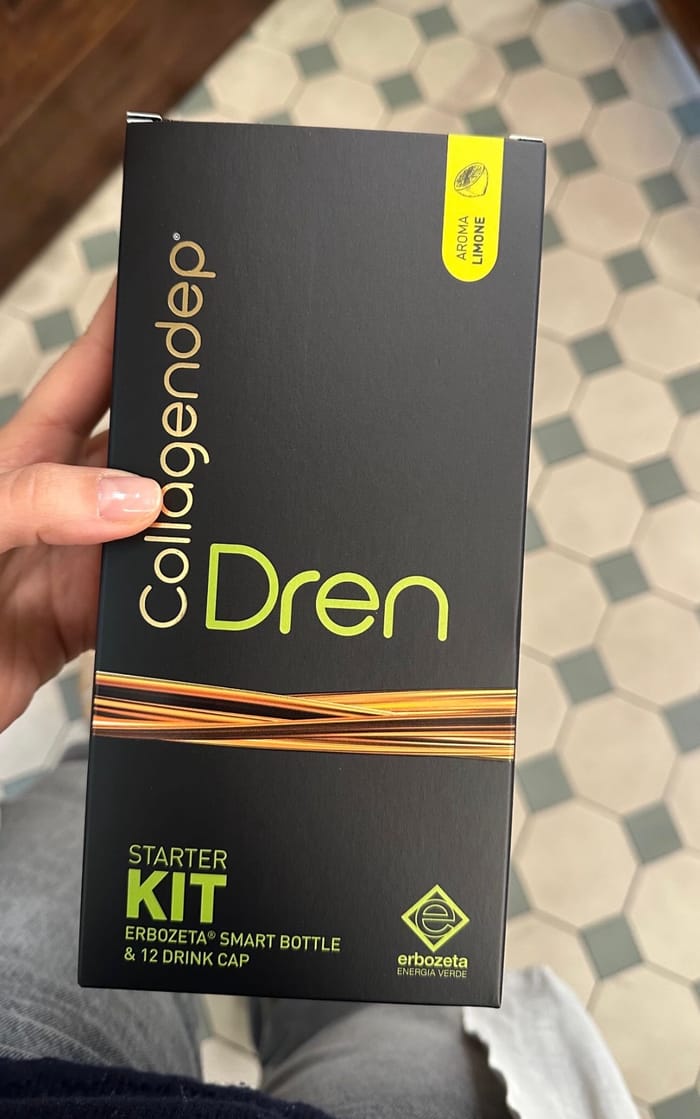 AROMA
LIMONE
Collagendep®
Dren
STARTER
KIT
ERBOZETA® SMART BOTTLE
& 12 DRINK CAP
e
erbozeta
ENERGIA VERDE